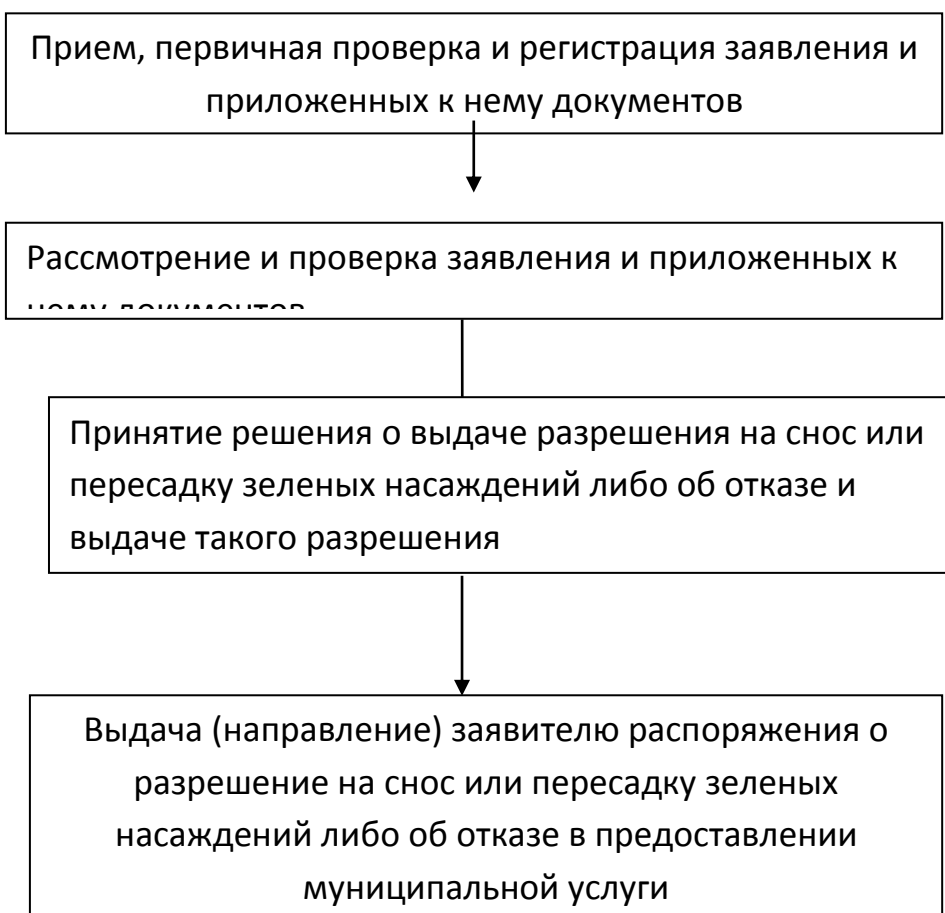 Прием, первичная проверка и регистрация заявления и
приложенных к нему документов
Рассмотрение и проверка заявления и приложенных к
нему документов
Принятие решения о выдаче разрешения на снос или
пересадку зеленых насаждений либо об отказе и
выдаче такого разрешения
Выдача (направление) заявителю распоряжения о
разрешение на снос или пересадку зеленых
насаждений либо об отказе в предоставлении
муниципальной услуги